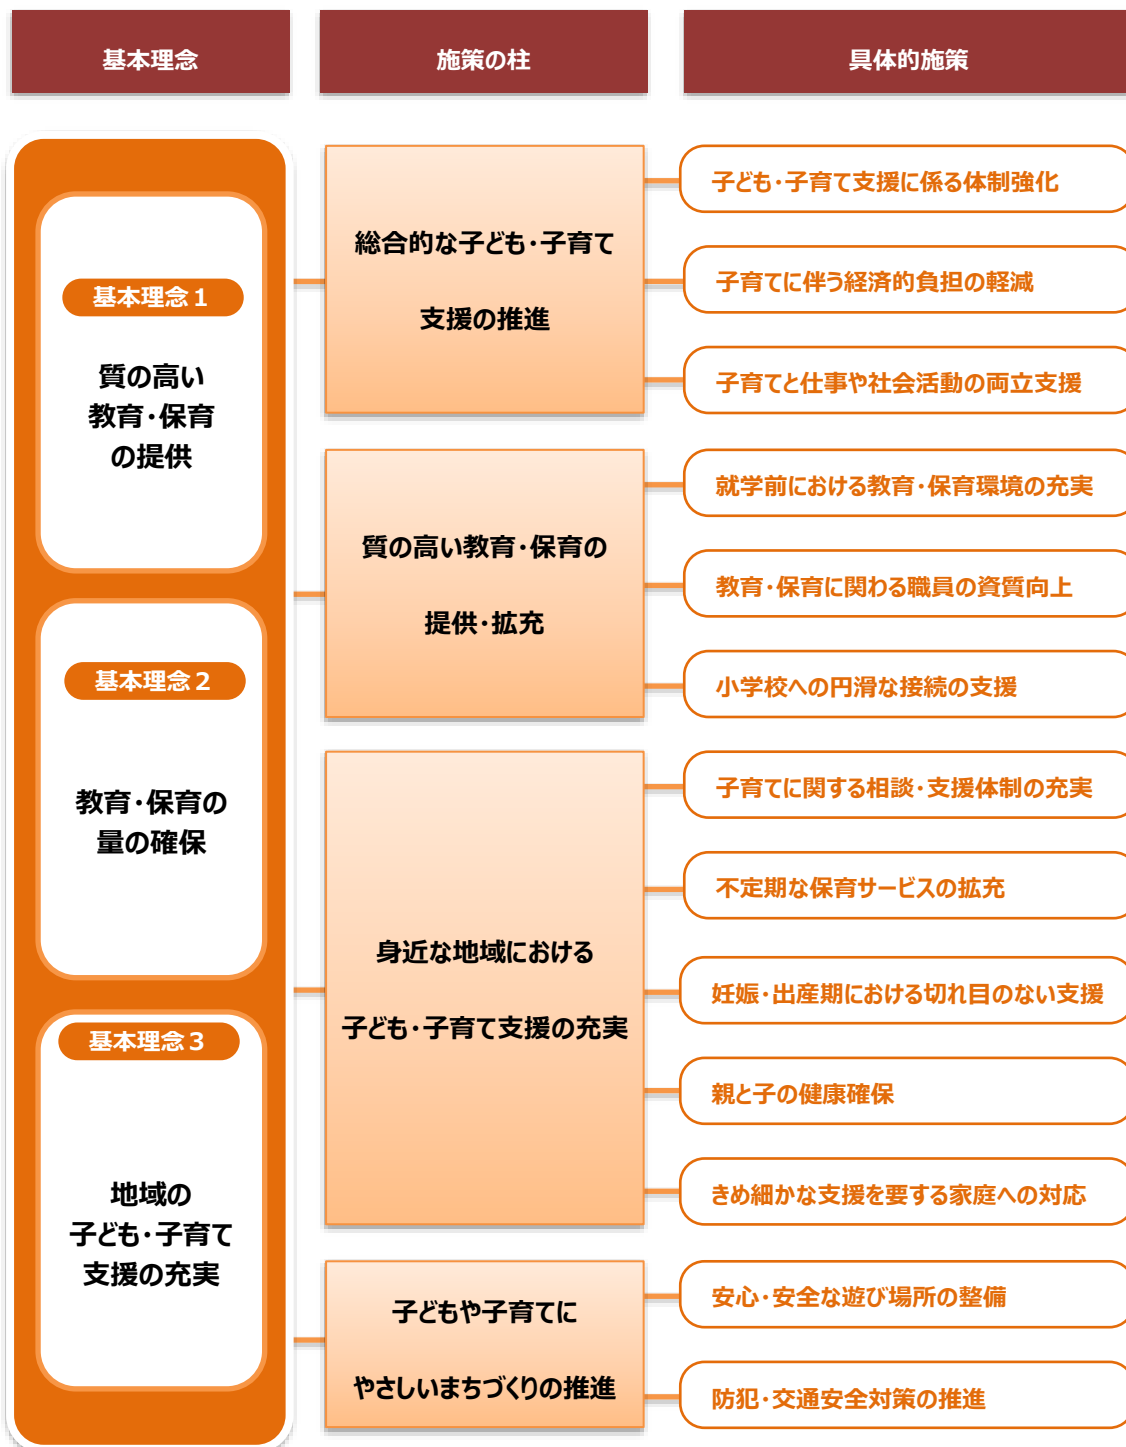 基本理念
施策の柱
具体的施策
基本理念１
質の高い
教育・保育
の提供
基本理念２
教育・保育の
量の確保
基本理念３
地域の
子ども・子育て
支援の充実
総合的な子ども・子育て
支援の推進
子ども・子育て支援に係る体制強化
子育てに伴う経済的負担の軽減
子育てと仕事や社会活動の両立支援
質の高い教育・保育の
提供・拡充
就学前における教育・保育環境の充実
教育・保育に関わる職員の資質向上
小学校への円滑な接続の支援
身近な地域における
子ども・子育て支援の充実
子育てに関する相談・支援体制の充実
不定期な保育サービスの拡充
妊娠・出産期における切れ目のない支援
親と子の健康確保
きめ細かな支援を要する家庭への対応
子どもや子育てに
やさしいまちづくりの推進
安心・安全な遊び場所の整備
防犯・交通安全対策の推進